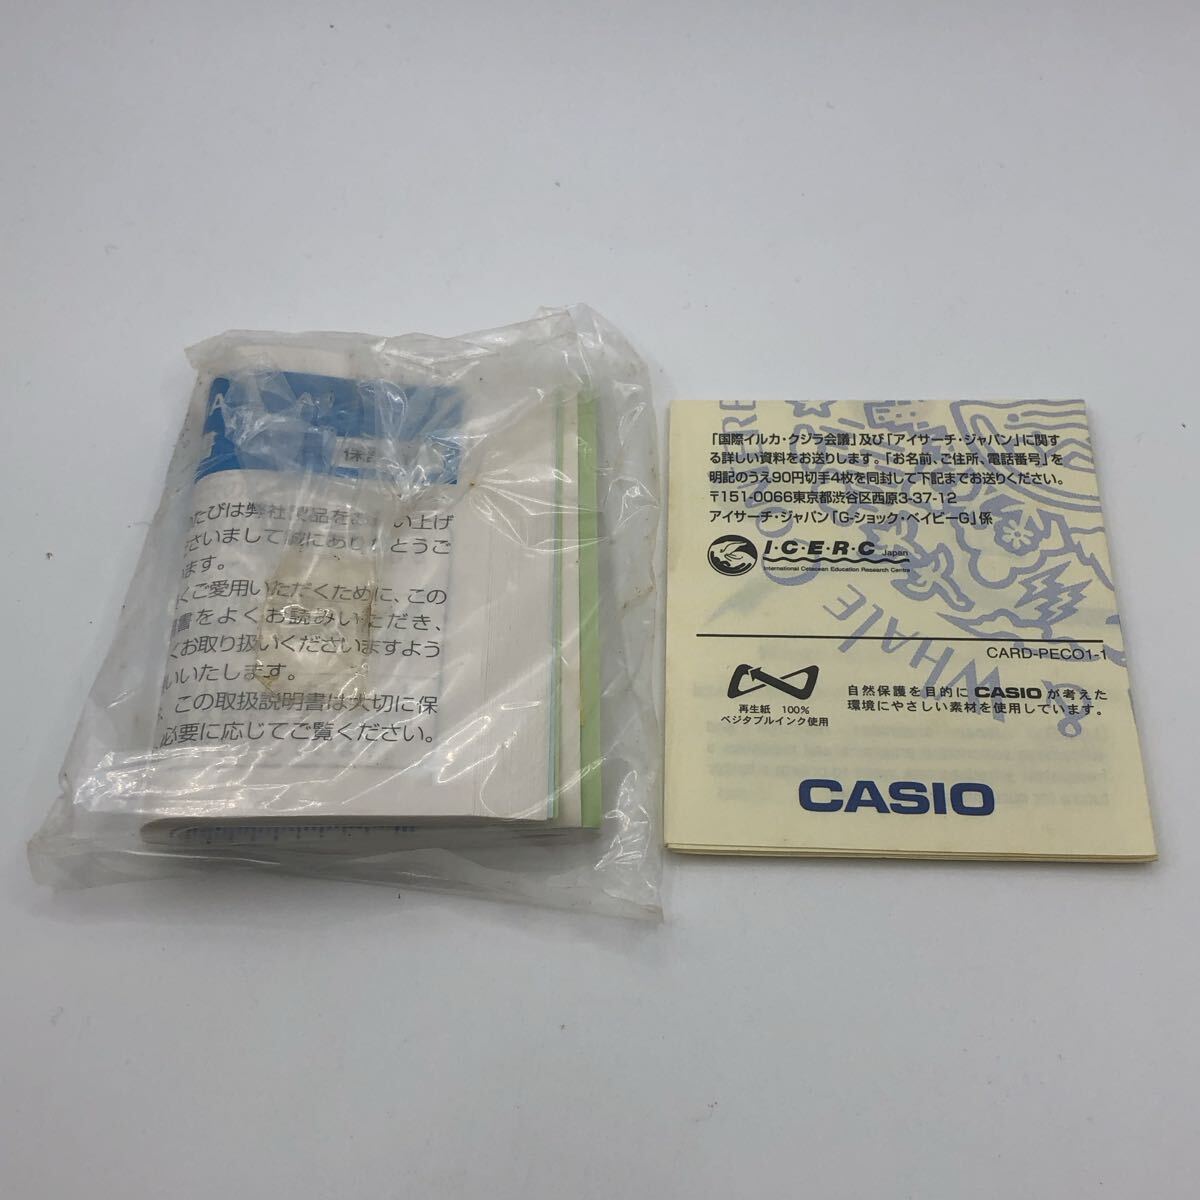 たびは弊社製品をお い上げ
ざいまして誠にありがとうご
ます。
くご愛用いただくために、この
書をよくお読みいただき、
くお取り扱いくださいますよう
いいたします。
、この取扱説明書は大切に保
必要に応じてご覧ください。
「国際イルカ・クジラ会議」及び「アイサーチ・ジャパン」に関す
る詳しい資料をお送りします。「お名前、ご住所、電話番号」を
明記のうえ90円切手4枚を同封して下記までお送りください。
〒151-0066東京都渋谷区西原3-37-12
アイサーチ・ジャパン「G-ショック・ベイビーG」係
I・C・E・R・C Japan
International Cetacean Education Research Centre
& WHALE
CARD-PECO1-1
再生紙 100%
ベジタブルインク使用
自然保護を目的にCASIOが考えた
環境にやさしい素材を使用しています。
CASIO